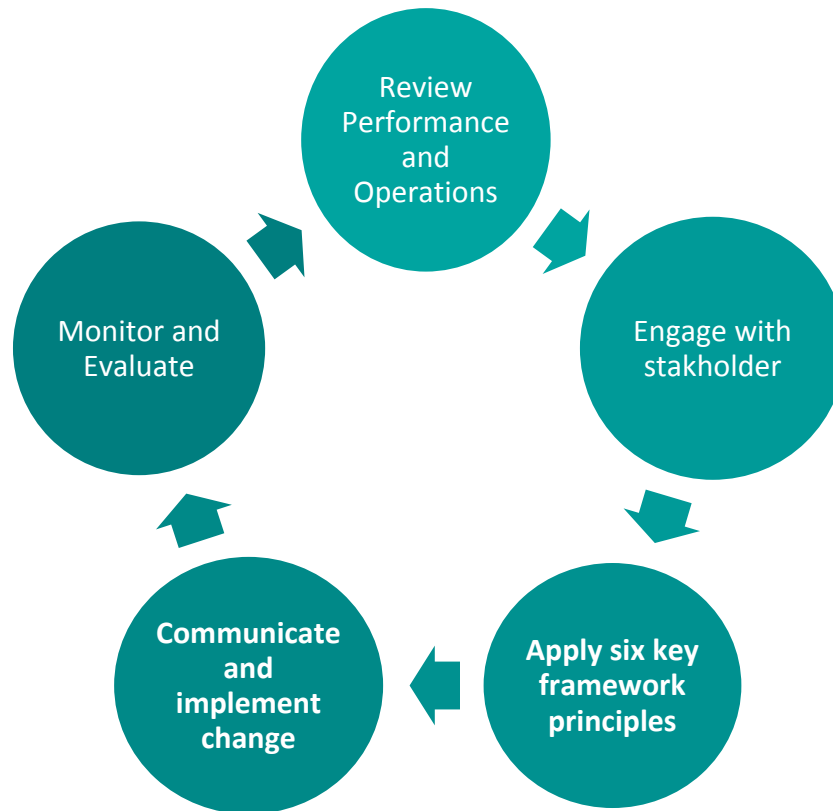 Review
Performance
and
Operations
Engage with
stakholder
Apply six key
framework
principles
Communicate
and
implement
change
Monitor and
Evaluate